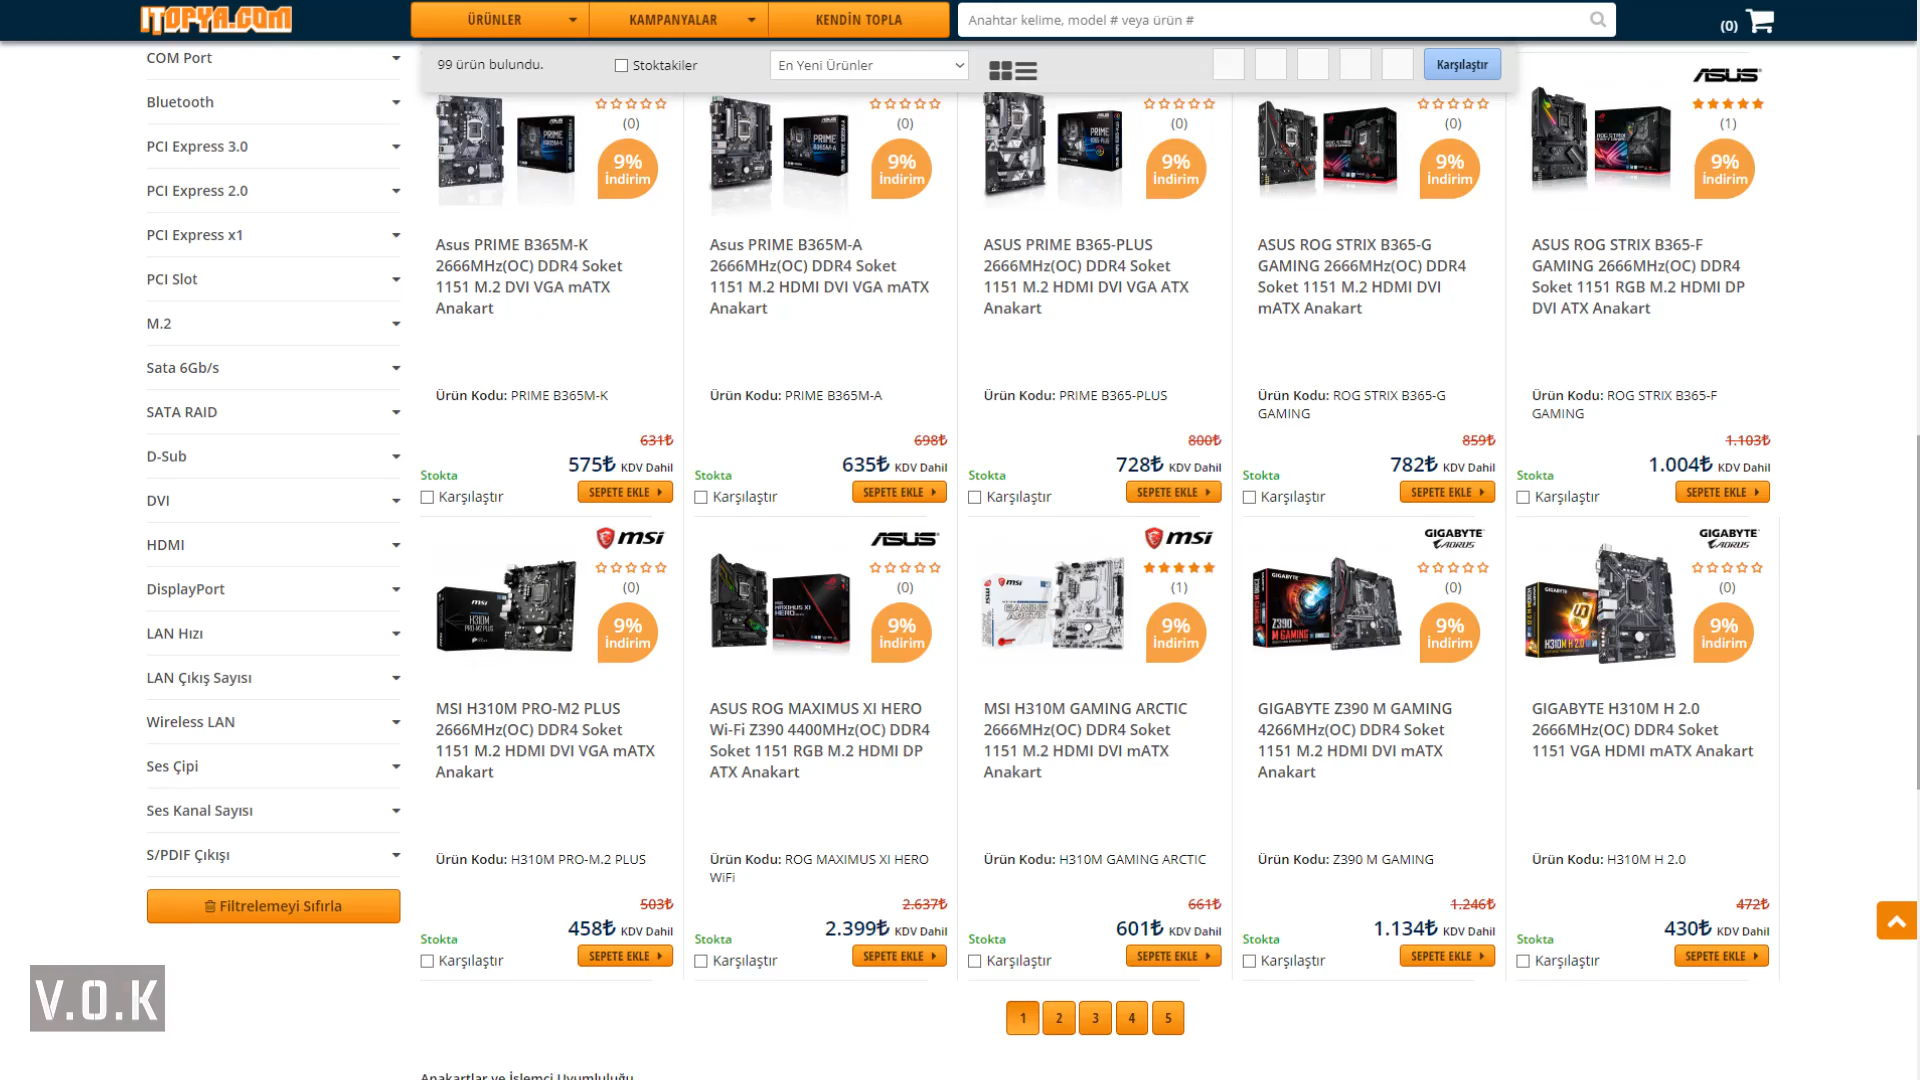 ITOPYA.COM
ÜRÜNLER
KAMPANYALAR
KENDİN TOPLA
Anahtar kelime, model # veya ürün #
(0)
99 ürün bulundu.
Stoktakiler
En Yeni Ürünler
Karşılaştır
COM Port
Bluetooth
PCI Express 3.0
PCI Express 2.0
PCI Express x1
PCI Slot
M.2
Sata 6Gb/s
SATA RAID
D-Sub
DVI
HDMI
DisplayPort
LAN Hızı
LAN Çıkış Sayısı
Wireless LAN
Ses Çipi
Ses Kanal Sayısı
S/PDIF Çıkışı
Filtrelemeyi Sıfırla
(0)
9%
İndirim
Asus PRIME B365M-K
2666MHz(OC) DDR4 Soket
1151 M.2 DVI VGA mATX
Anakart
Ürün Kodu: PRIME B365M-K
631₺
575₺ KDV Dahil
Stokta
Karşılaştır
SEPETE EKLE
(0)
9%
İndirim
Asus PRIME B365M-A
2666MHz(OC) DDR4 Soket
1151 M.2 HDMI DVI VGA mATX
Anakart
Ürün Kodu: PRIME B365M-A
698₺
635₺ KDV Dahil
Stokta
Karşılaştır
SEPETE EKLE
(0)
9%
İndirim
ASUS PRIME B365-PLUS
2666MHz(OC) DDR4 Soket
1151 M.2 HDMI DVI VGA ATX
Anakart
Ürün Kodu: PRIME B365-PLUS
800₺
728₺ KDV Dahil
Stokta
Karşılaştır
SEPETE EKLE
(0)
9%
İndirim
ASUS ROG STRIX B365-G
GAMING 2666MHz(OC) DDR4
Soket 1151 M.2 HDMI DVI
mATX Anakart
Ürün Kodu: ROG STRIX B365-G
GAMING
859₺
782₺ KDV Dahil
Stokta
Karşılaştır
SEPETE EKLE
ASUS
(1)
9%
İndirim
ASUS ROG STRIX B365-F
GAMING 2666MHz(OC) DDR4
Soket 1151 RGB M.2 HDMI DP
DVI ATX Anakart
Ürün Kodu: ROG STRIX B365-F
GAMING
1.103₺
1.004₺ KDV Dahil
Stokta
Karşılaştır
SEPETE EKLE
msi
(0)
9%
İndirim
MSI H310M PRO-M2 PLUS
2666MHz(OC) DDR4 Soket
1151 M.2 HDMI DVI VGA mATX
Anakart
Ürün Kodu: H310M PRO-M.2 PLUS
503₺
458₺ KDV Dahil
Stokta
Karşılaştır
SEPETE EKLE
ASUS
(0)
9%
İndirim
ASUS ROG MAXIMUS XI HERO
Wi-Fi Z390 4400MHz(OC) DDR4
Soket 1151 RGB M.2 HDMI DP
ATX Anakart
Ürün Kodu: ROG MAXIMUS XI HERO
WiFi
2.637₺
2.399₺ KDV Dahil
Stokta
Karşılaştır
SEPETE EKLE
msi
(1)
9%
İndirim
MSI H310M GAMING ARCTIC
2666MHz(OC) DDR4 Soket
1151 M.2 HDMI DVI mATX
Anakart
Ürün Kodu: H310M GAMING ARCTIC
661₺
601₺ KDV Dahil
Stokta
Karşılaştır
SEPETE EKLE
GIGABYTE
AORUS
(0)
9%
İndirim
GIGABYTE Z390 M GAMING
4266MHz(OC) DDR4 Soket
1151 M.2 HDMI DVI mATX
Anakart
Ürün Kodu: Z390 M GAMING
1.246₺
1.134₺ KDV Dahil
Stokta
Karşılaştır
SEPETE EKLE
GIGABYTE
AORUS
(0)
9%
İndirim
GIGABYTE H310M H 2.0
2666MHz(OC) DDR4 Soket
1151 VGA HDMI mATX Anakart
Ürün Kodu: H310M H 2.0
472₺
430₺ KDV Dahil
Stokta
Karşılaştır
SEPETE EKLE
1 2 3 4 5
V.O.K
Anakartlar ve İşlemci Uyumluluğu